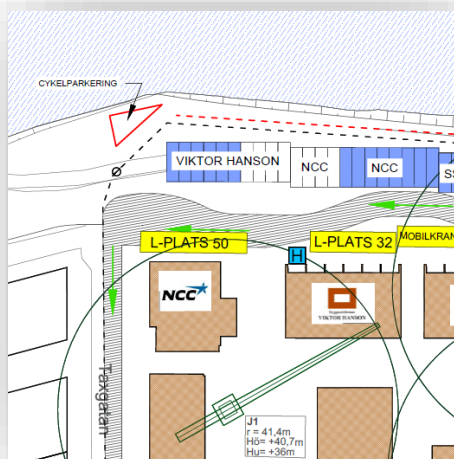 CYKELPARKERING
VIKTOR HANSON
NCC
NCC
SS
L-PLATS 50
L-PLATS 32
MOBILKRAN
H
NCC
VIKTOR HANSON
Taxgatan
J1
r = 41,4m
Hö= +40,7m
Hu= +36m